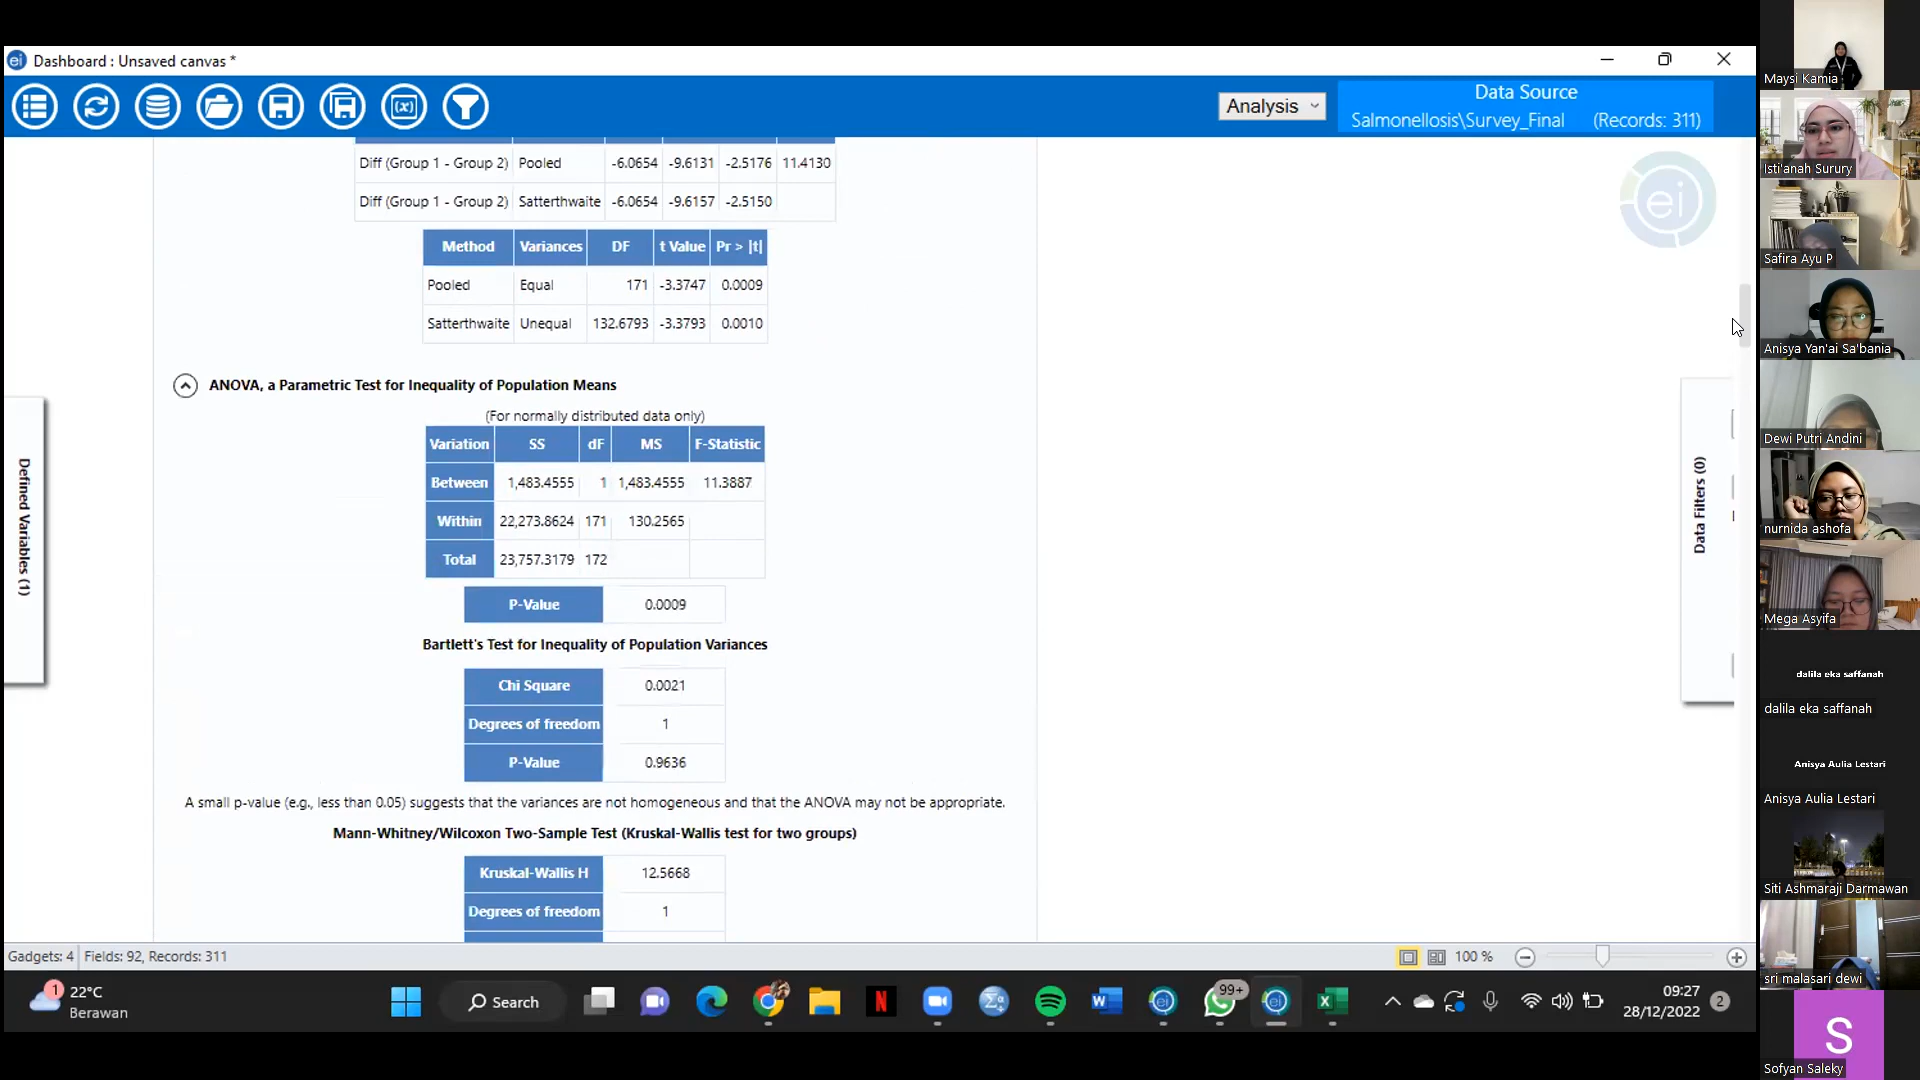 Dashboard : Unsaved canvas *
Analysis
Data Source
Salmonellosis\Survey_Final (Records: 311)
Diff (Group 1 - Group 2) Pooled -6.0654 -9.6131 -2.5176 11.4130
Diff (Group 1 - Group 2) Satterthwaite -6.0654 -9.6157 -2.5150
Method Variances DF t Value Pr > |t|
Pooled Equal 171 -3.3747 0.0009
Satterthwaite Unequal 132.6793 -3.3793 0.0010
ANOVA, a Parametric Test for Inequality of Population Means
(For normally distributed data only)
Variation SS dF MS F-Statistic
Between 1,483.4555 1 1,483.4555 11.3887
Within 22,273.8624 171 130.2565
Total 23,757.3179 172
P-Value 0.0009
Bartlett's Test for Inequality of Population Variances
Chi Square 0.0021
Degrees of freedom 1
P-Value 0.9636
A small p-value (e.g., less than 0.05) suggests that the variances are not homogeneous and that the ANOVA may not be appropriate.
Mann-Whitney/Wilcoxon Two-Sample Test (Kruskal-Wallis test for two groups)
Kruskal-Wallis H 12.5668
Degrees of freedom 1
Defined Variables (1)
Data Filters (0)
ei
Gadgets: 4 Fields: 92, Records: 311
100 %
1
22°C
Berawan
Search
99+
09:27
28/12/2022
2
Maysi Kamia
Isti'anah Surury
Safira Ayu P
Anisya Yan'ai Sa'bania
Dewi Putri Andini
nurnida ashofa
Mega Asyifa
dalila eka saffanah
dalila eka saffanah
Anisya Aulia Lestari
Anisya Aulia Lestari
Siti Ashmaraji Darmawan
sri malasari dewi
S
Sofyan Saleky